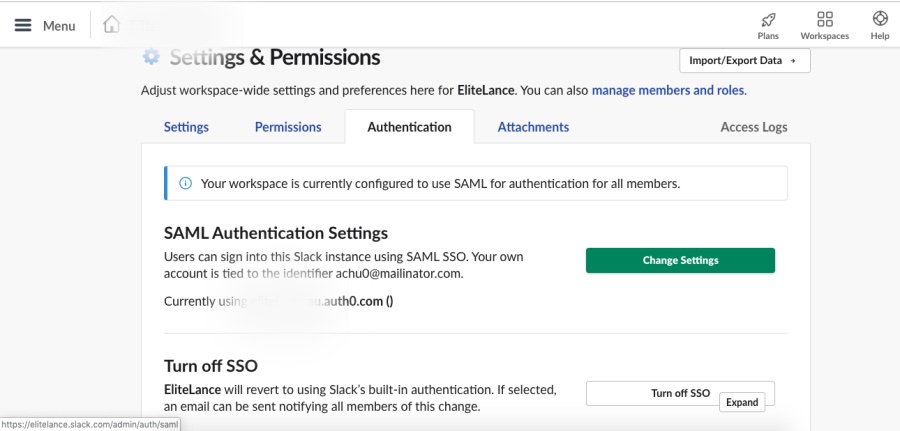 Menu
Plans
Workspaces
Help
Settings & Permissions
Import/Export Data →
Adjust workspace-wide settings and preferences here for EliteLance. You can also manage members and roles.
Settings Permissions Authentication Attachments Access Logs
Your workspace is currently configured to use SAML for authentication for all members.
SAML Authentication Settings
Users can sign into this Slack instance using SAML SSO. Your own
account is tied to the identifier achu0@mailinator.com.
Change Settings
Currently using .auth0.com ()
Turn off SSO
EliteLance will revert to using Slack's built-in authentication. If selected,
an email can be sent notifying all members of this change.
Turn off SSO
Expand
https://elitelance.slack.com/admin/auth/saml